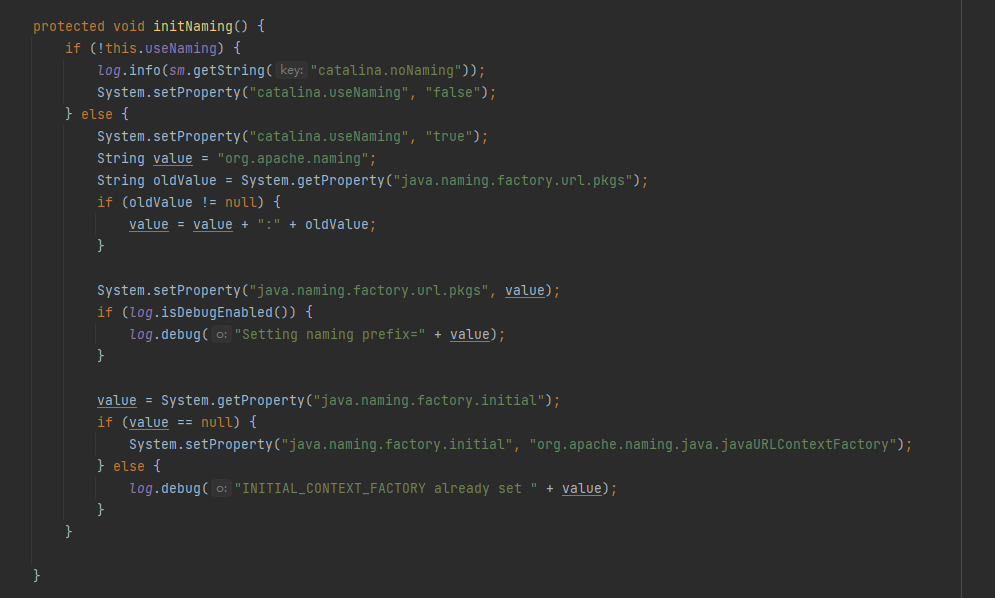 protected void initNaming() {
if (!this.useNaming) {
log.info(sm.getString( key: "catalina.noNaming"));
System.setProperty("catalina.useNaming", "false");
} else {
System.setProperty("catalina.useNaming", "true");
String value = "org.apache.naming";
String oldValue = System.getProperty("java.naming.factory.url.pkgs");
if (oldValue != null) {
value = value + ":" + oldValue;
}
System.setProperty("java.naming.factory.url.pkgs", value);
if (log.isDebugEnabled()) {
log.debug( o: "Setting naming prefix=" + value);
}
value = System.getProperty("java.naming.factory.initial");
if (value == null) {
System.setProperty("java.naming.factory.initial", "org.apache.naming.java.javaURLContextFactory");
} else {
log.debug( o: "INITIAL_CONTEXT_FACTORY already set " + value);
}
}
}